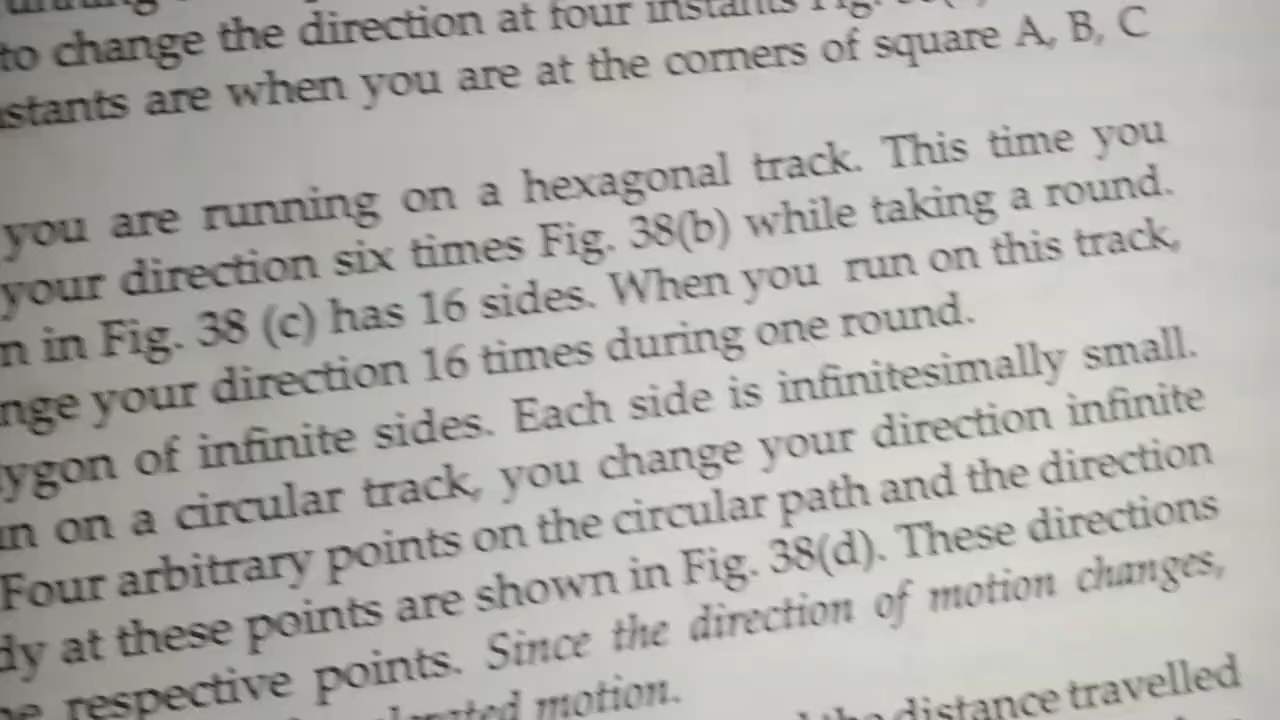 to change the direction at four instants Fig.
are when you are at the corners of square A, B, C
you are running on a hexagonal track. This time you
your direction six times Fig. 38(b) while taking a round.
n in Fig. 38 (c) has 16 sides. When you run on this track,
nge your direction 16 times during one round.
ygon of infinite sides. Each side is infinitesimally small.
n on a circular track, you change your direction infinite
Four arbitrary points on the circular path and the direction
dy at these points are shown in Fig. 38(d). These directions
respective points. Since the direction of motion changes,
motion.
the distance travelled